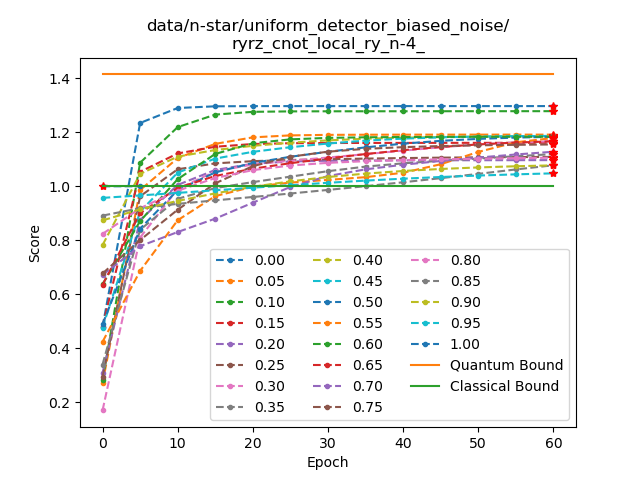 data/n-star/uniform_detector_biased_noise/
ryrz_cnot_local_ry_n-4_
Score
1.4
1.2
1.0
0.8
0.6
0.4
0.2
0.00 0.40 0.80
0.05 0.45 0.85
0.10 0.50 0.90
0.15 0.55 0.95
0.20 0.60 1.00
0.25 0.65 Quantum Bound
0.30 0.70 Classical Bound
0.35 0.75
0 10 20 30 40 50 60
Epoch